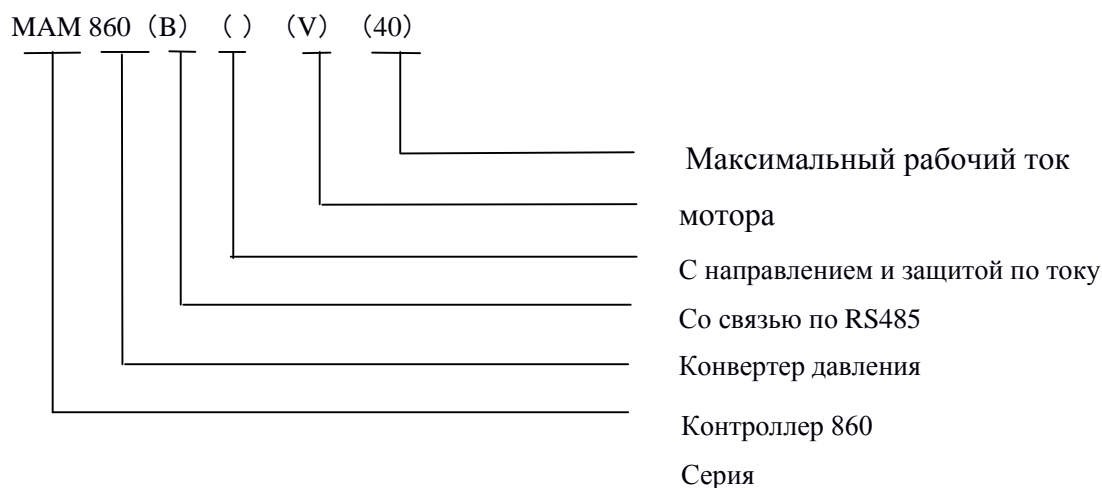 MAM 860（B）（ ）（V）（40）
Максимальный рабочий ток
мотора
С направлением и защитой по току
Со связью по RS485
Конвертер давления
Контроллер 860
Серия